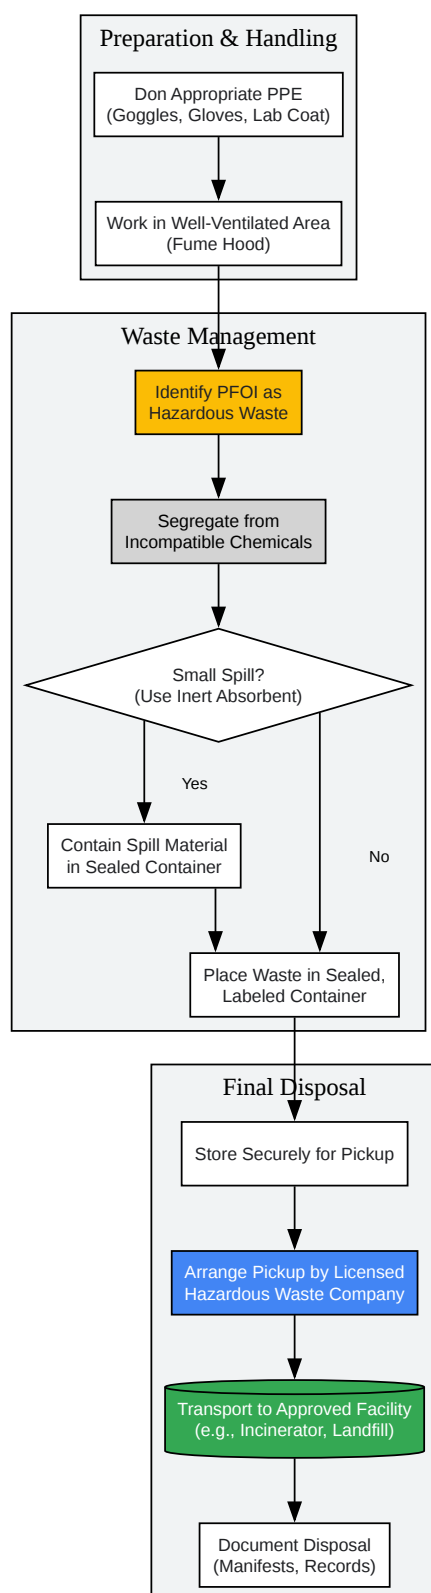 Preparation & Handling
Don Appropriate PPE
(Goggles, Gloves, Lab Coat)
Work in Well-Ventilated Area
(Fume Hood)
Waste Management
Identify PFOI as
Hazardous Waste
Segregate from
Incompatible Chemicals
Small Spill?
(Use Inert Absorbent)
Yes
Contain Spill Material
in Sealed Container
No
Place Waste in Sealed,
Labeled Container
Final Disposal
Store Securely for Pickup
Arrange Pickup by Licensed
Hazardous Waste Company
Transport to Approved Facility
(e.g., Incinerator, Landfill)
Document Disposal
(Manifests, Records)